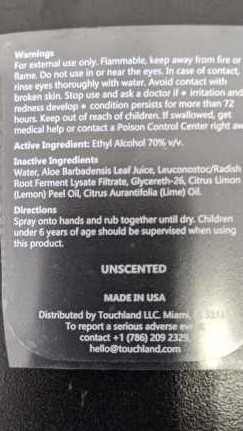 Warnings
For external use only. Flammable, keep away from fire or
flame. Do not use in or near the eyes. In case of contact,
rinse eyes thoroughly with water. Avoid contact with
broken skin. Stop use and ask a doctor if • irritation and
redness develop • condition persists for more than 72
hours. Keep out of reach of children. If swallowed, get
medical help or contact a Poison Control Center right
Active Ingredient: Ethyl Alcohol 70% v/v.
Inactive Ingredients
Water, Aloe Barbadensis Leaf Juice, Leuconostoc/Radish
Root Ferment Lysate Filtrate, Glycereth-26, Citrus Limon
(Lemon) Peel Oil, Citrus Aurantifolia (Lime) Oil.
Directions
Spray onto hands and rub together until dry. Children
under 6 years of age should be supervised when using
this product.
UNSCENTED
MADE IN USA
Distributed by Touchland LLC. Miami,
To report a serious adverse
contact +1 (786) 209 2329,
hello@touchland.com